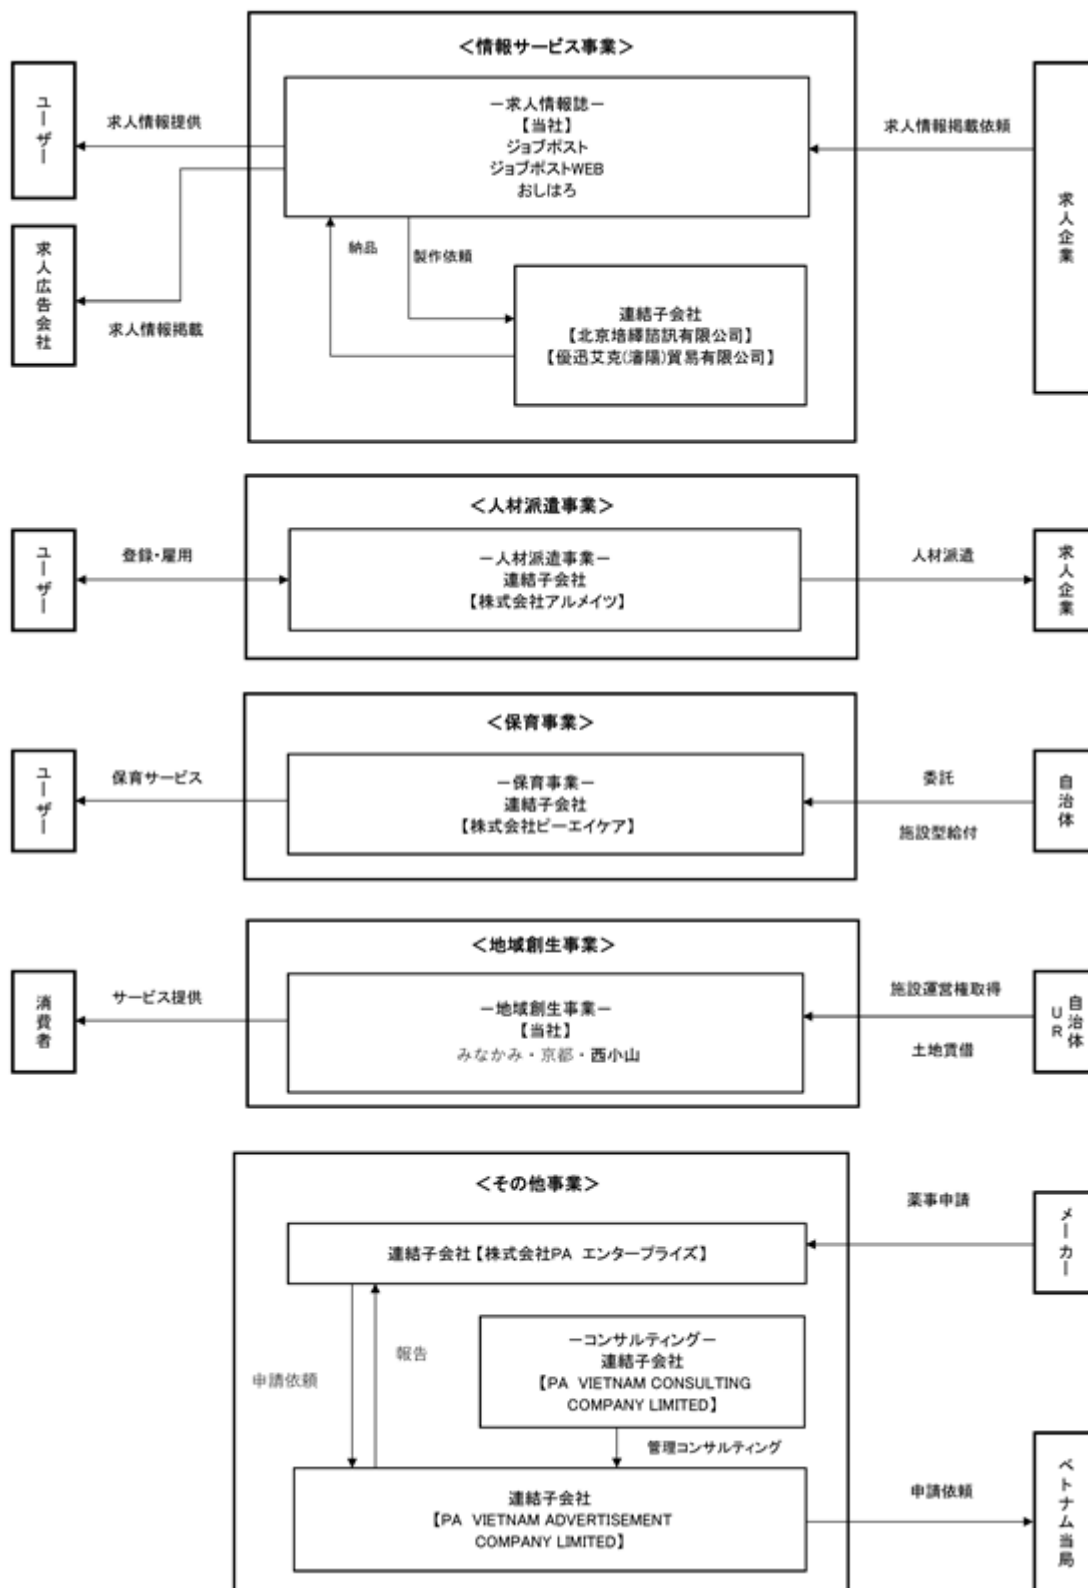 ＜情報サービス事業＞
ユーザー
求人情報提供
－求人情報誌－
【当社】
ジョブポスト
ジョブポストWEB
おしはろ
求人情報掲載依頼
求人企業
求人広告会社
求人情報掲載
納品
製作依頼
連結子会社
【北京培繹諮訊有限公司】
【優迅艾克(瀋陽)貿易有限公司】
＜人材派遣事業＞
ユーザー
登録・雇用
－人材派遣事業－
連結子会社
【株式会社アルメイツ】
人材派遣
求人企業
＜保育事業＞
ユーザー
保育サービス
－保育事業－
連結子会社
【株式会社ピーエイケア】
委託
施設型給付
自治体
＜地域創生事業＞
消費者
サービス提供
－地域創生事業－
【当社】
みなかみ・京都・西小山
施設運営権取得
土地賃借
自治体
UR
＜その他事業＞
連結子会社【株式会社PA エンタープライズ】
薬事申請
メーカー
申請依頼
報告
－コンサルティング－
連結子会社
【PA VIETNAM CONSULTING
COMPANY LIMITED】
管理コンサルティング
連結子会社
【PA VIETNAM ADVERTISEMENT
COMPANY LIMITED】
申請依頼
ベトナム当局